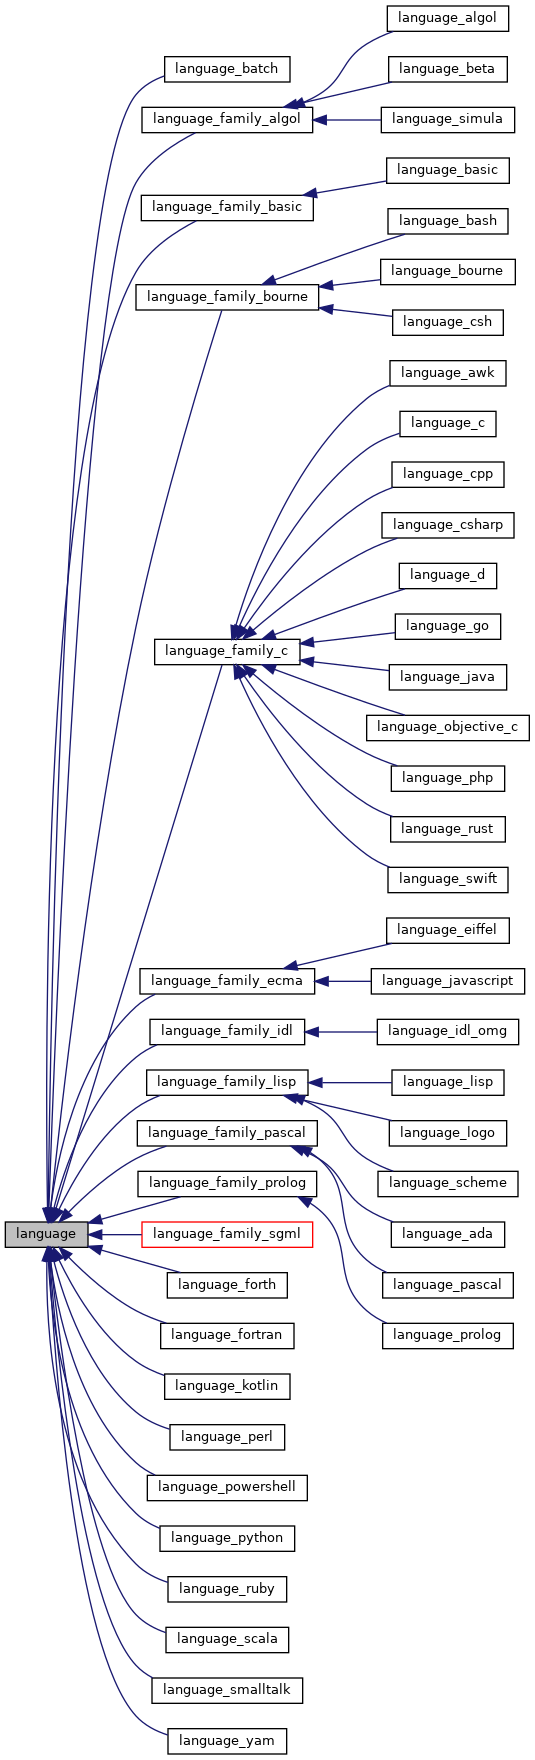 language_algol
language_batch
language_beta
language_family_algol
language_simula
language_basic
language_family_basic
language_bash
language_bourne
language_family_bourne
language_csh
language_awk
language_c
language_cpp
language_csharp
language_d
language_go
language_family_c
language_java
language_objective_c
language_php
language_rust
language_swift
language_eiffel
language_family_ecma
language_javascript
language_family_idl
language_idl_omg
language_family_lisp
language_lisp
language_family_pascal
language_logo
language_family_prolog
language_scheme
language
language_family_sgml
language_ada
language_forth
language_pascal
language_fortran
language_prolog
language_kotlin
language_perl
language_powershell
language_python
language_ruby
language_scala
language_smalltalk
language_yam